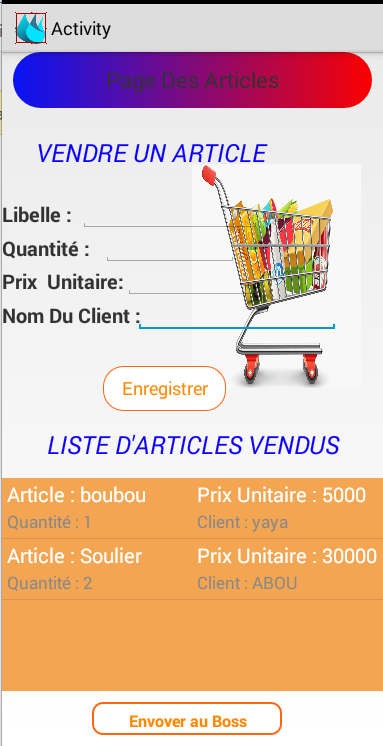 Activity
Page Des Articles
VENDRE UN ARTICLE
Libelle :
Quantité :
Prix Unitaire:
Nom Du Client :
Enregistrer
LISTE D'ARTICLES VENDUS
Article : boubou Prix Unitaire : 5000
Quantité : 1 Client : yaya
Article : Soulier Prix Unitaire : 30000
Quantité : 2 Client : ABOU
Envover au Boss